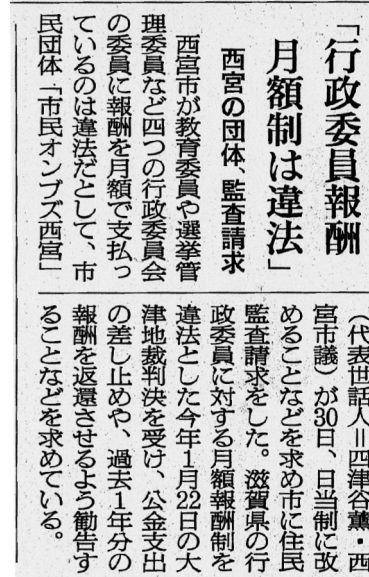 「行政委員報酬
月額制は違法」
西宮の団体、監査請求
西宮市が教育委員や選挙管
理委員など四つの行政委員会
の委員に報酬を月額で支払っ
ているのは違法だとして、市
民団体「市民オンブズ西宮」
（代表世話人＝四津谷薫・西
宮市議）が30日、日当制に改
めることなどを求め市に住民
監査請求をした。滋賀県の行
政委員に対する月額報酬制を
違法とした今年1月22日の大
津地裁判決を受け、公金支出
の差し止めや、過去1年分の
報酬を返還させるよう勧告す
ることなどを求めている。